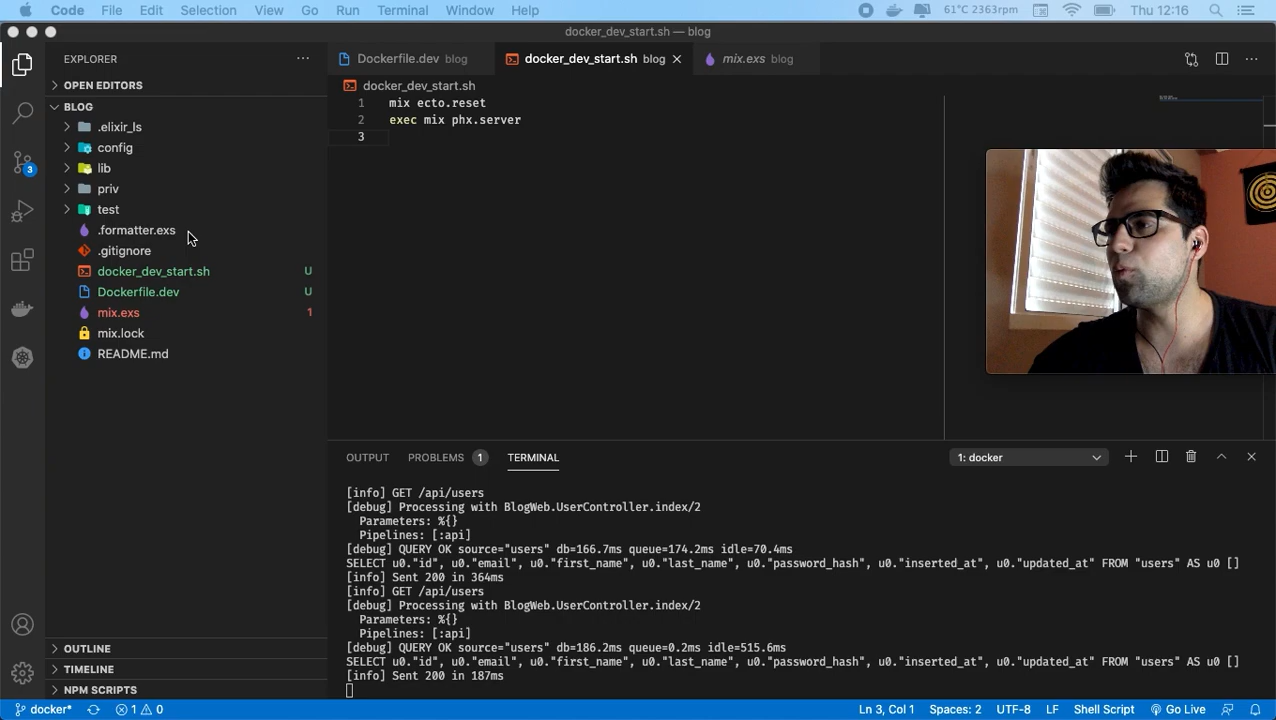 Code File Edit Selection View Go Run Terminal Window Help 61°C 2363rpm Thu 12:16
docker_dev_start.sh — blog
EXPLORER
Dockerfile.dev blog
docker_dev_start.sh blog
mix.exs blog
OPEN EDITORS
docker_dev_start.sh
BLOG
.elixir_ls
config
lib
priv
test
.formatter.exs
.gitignore
docker_dev_start.sh U
Dockerfile.dev U
mix.exs 1
mix.lock
README.md
3
1 mix ecto.reset
2 exec mix phx.server
3
OUTPUT PROBLEMS 1 TERMINAL 1: docker
[info] GET /api/users
[debug] Processing with BlogWeb.UserController.index/2
Parameters: %{}
Pipelines: [:api]
[debug] QUERY OK source="users" db=166.7ms queue=174.2ms idle=70.4ms
SELECT u0."id", u0."email", u0."first_name", u0."last_name", u0."password_hash", u0."inserted_at", u0."updated_at" FROM "users" AS u0 []
[info] Sent 200 in 364ms
[info] GET /api/users
[debug] Processing with BlogWeb.UserController.index/2
Parameters: %{}
Pipelines: [:api]
[debug] QUERY OK source="users" db=186.2ms queue=0.2ms idle=515.6ms
SELECT u0."id", u0."email", u0."first_name", u0."last_name", u0."password_hash", u0."inserted_at", u0."updated_at" FROM "users" AS u0 []
[info] Sent 200 in 187ms
OUTLINE
TIMELINE
NPM SCRIPTS
docker* 1 0 Ln 3, Col 1 Spaces: 2 UTF-8 LF Shell Script Go Live